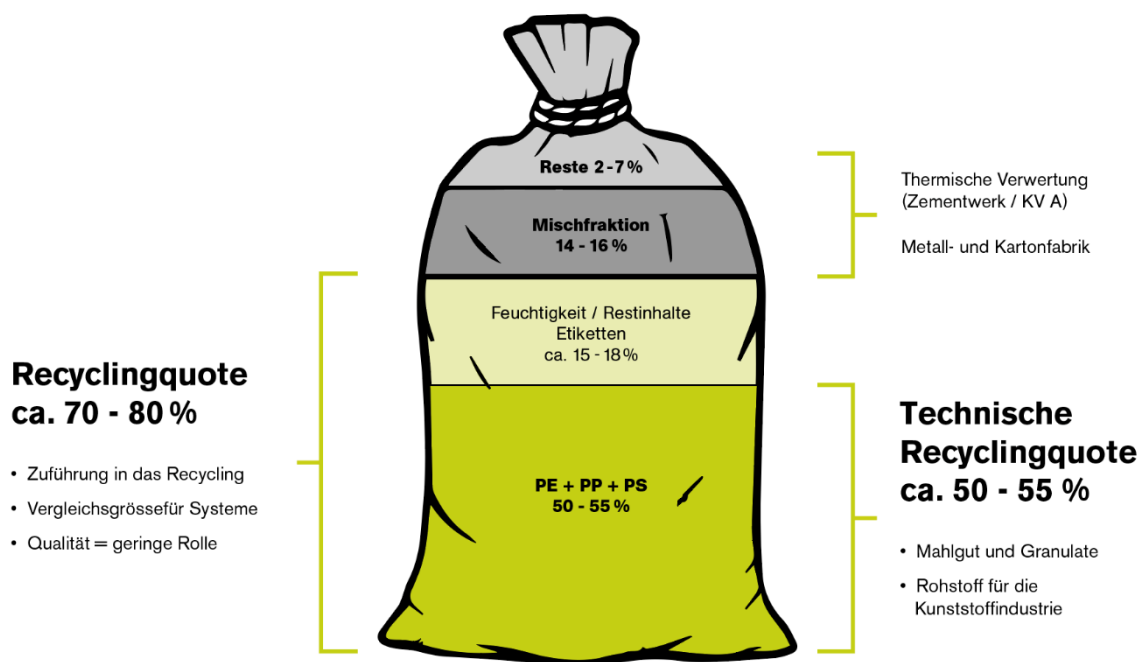 Reste 2 - 7 %
Mischfraktion
14 - 16 %
Feuchtigkeit / Restinhalte
Etiketten
ca. 15 - 18 %
PE + PP + PS
50 - 55 %
Thermische Verwertung
(Zementwerk / KV A)
Metall- und Kartonfabrik
Recyclingquote
ca. 70 - 80 %
• Zuführung in das Recycling
• Vergleichsgrössefür Systeme
• Qualität = geringe Rolle
Technische
Recyclingquote
ca. 50 - 55 %
• Mahlgut und Granulate
• Rohstoff für die
Kunststoffindustrie